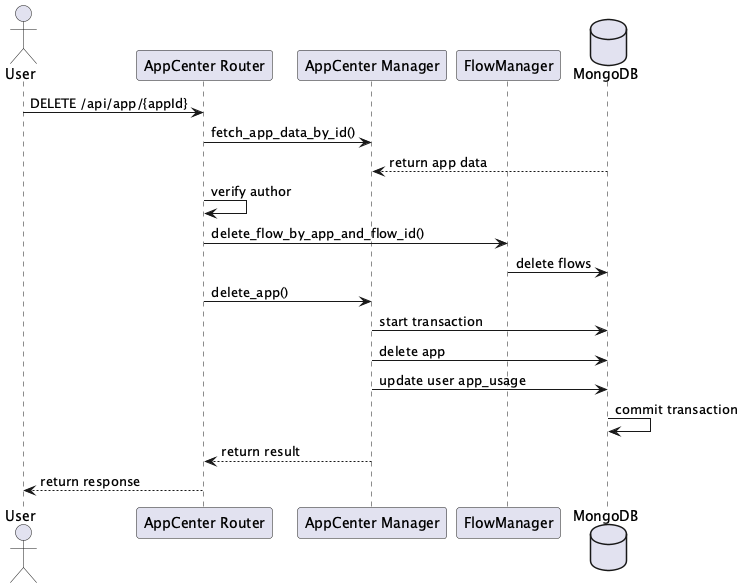 User
AppCenter Router
AppCenter Manager
FlowManager
MongoDB
DELETE /api/app/{appId}
fetch_app_data_by_id()
return app data
verify author
delete_flow_by_app_and_flow_id()
delete flows
delete_app()
start transaction
delete app
update user app_usage
commit transaction
return result
return response
User
AppCenter Router
AppCenter Manager
FlowManager
MongoDB